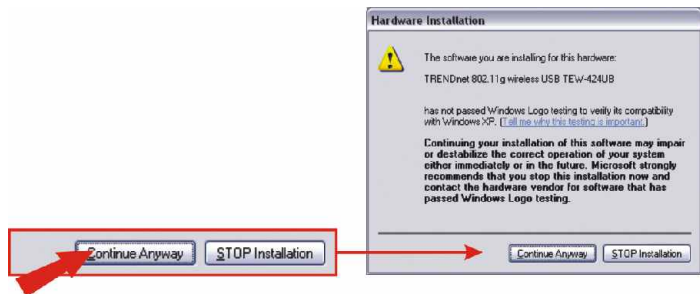 Hardware Installation
The software you are installing for this hardware:
TRENDnet 802.11g wireless USB TEW-424UB
has not passed Windows Logo testing to verify its compatibility
with Windows XP. (Tell me why this testing is important.)
Continuing your installation of this software may impair
or destabilize the correct operation of your system
either immediately or in the future. Microsoft strongly
recommends that you stop this installation now and
contact the hardware vendor for software that has
passed Windows Logo testing.
Continue Anyway STOP Installation
Continue Anyway STOP Installation